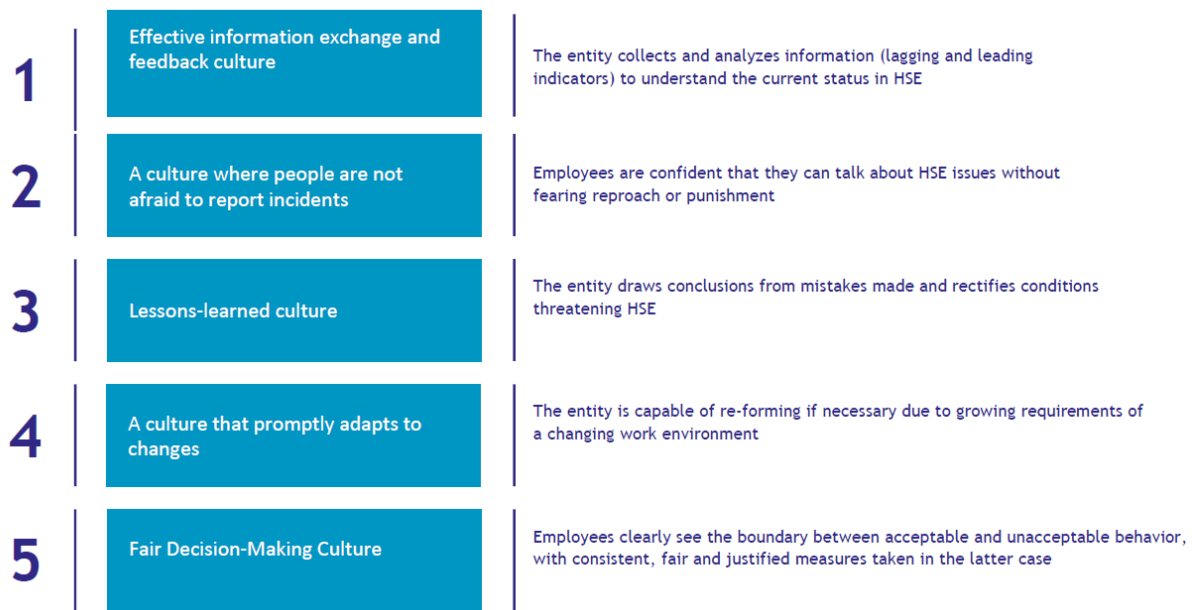 1
Effective information exchange and
feedback culture
The entity collects and analyzes information (lagging and leading
indicators) to understand the current status in HSE
2
A culture where people are not
afraid to report incidents
Employees are confident that they can talk about HSE issues without
fearing reproach or punishment
3
Lessons-learned culture
The entity draws conclusions from mistakes made and rectifies conditions
threatening HSE
4
A culture that promptly adapts to
changes
The entity is capable of re-forming if necessary due to growing requirements of
a changing work environment
5
Fair Decision-Making Culture
Employees clearly see the boundary between acceptable and unacceptable behavior,
with consistent, fair and justified measures taken in the latter case